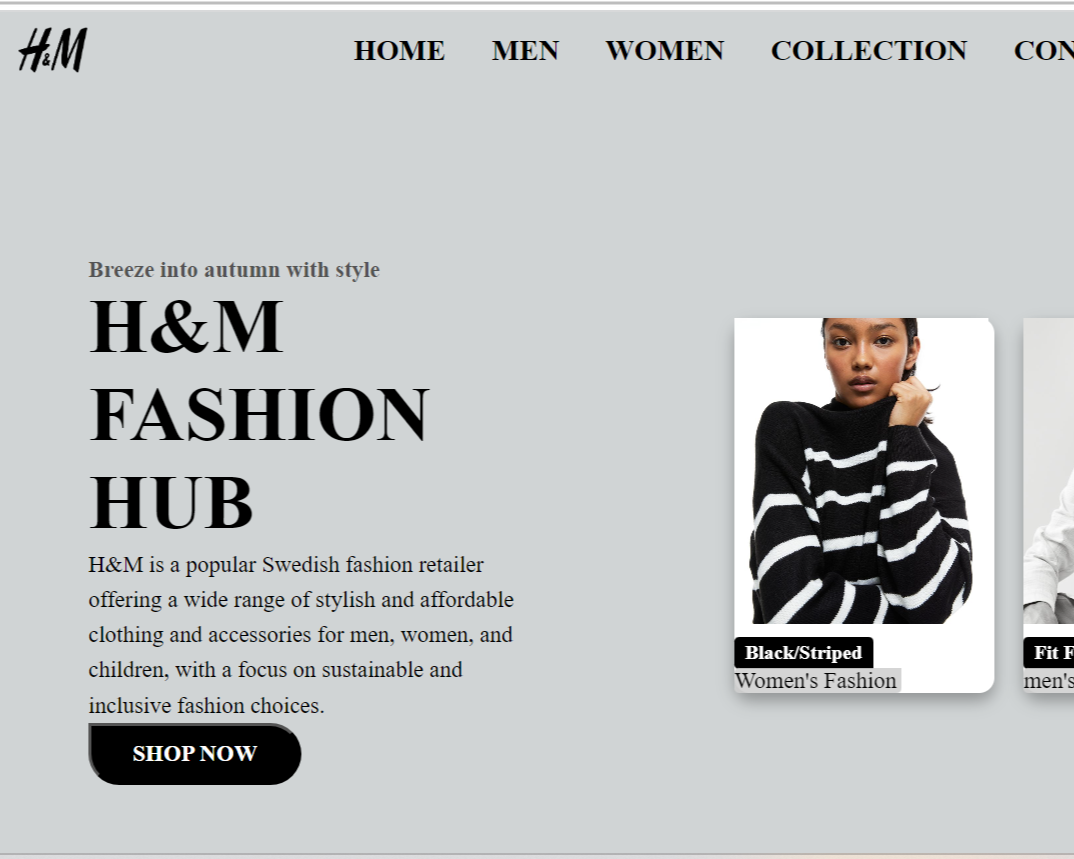 H&M
HOME MEN WOMEN COLLECTION CON
Breeze into autumn with style
H&M
FASHION
HUB
H&M is a popular Swedish fashion retailer
offering a wide range of stylish and affordable
clothing and accessories for men, women, and
children, with a focus on sustainable and
inclusive fashion choices.
SHOP NOW
Black/Striped
Women's Fashion
Fit F
men's